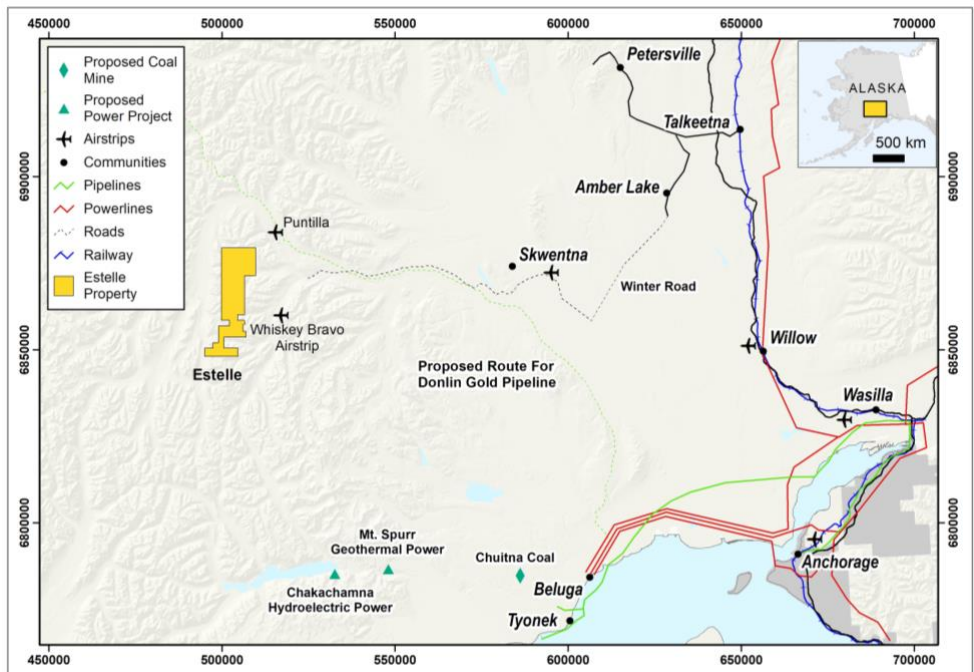 450000 500000 550000 600000 650000 700000
Proposed Coal
Mine
Proposed
Power Project
Airstrips
Communities
Pipelines
Powerlines
Roads
Railway
Estelle
Property
ALASKA
500 km
Petersville
Talkeetna
Amber Lake
Puntilla
Skwentna
Winter Road
Whiskey Bravo
Airstrip
Estelle
Proposed Route For
Donlin Gold Pipeline
Willow
Wasilla
Mt. Spurr
Geothermal Power
Chuitna Coal
Chakachamna
Hydroelectric Power
Beluga
Tyonek
Anchorage
6900000
6850000
6800000
6900000
6850000
6800000
450000 500000 550000 600000 650000 700000